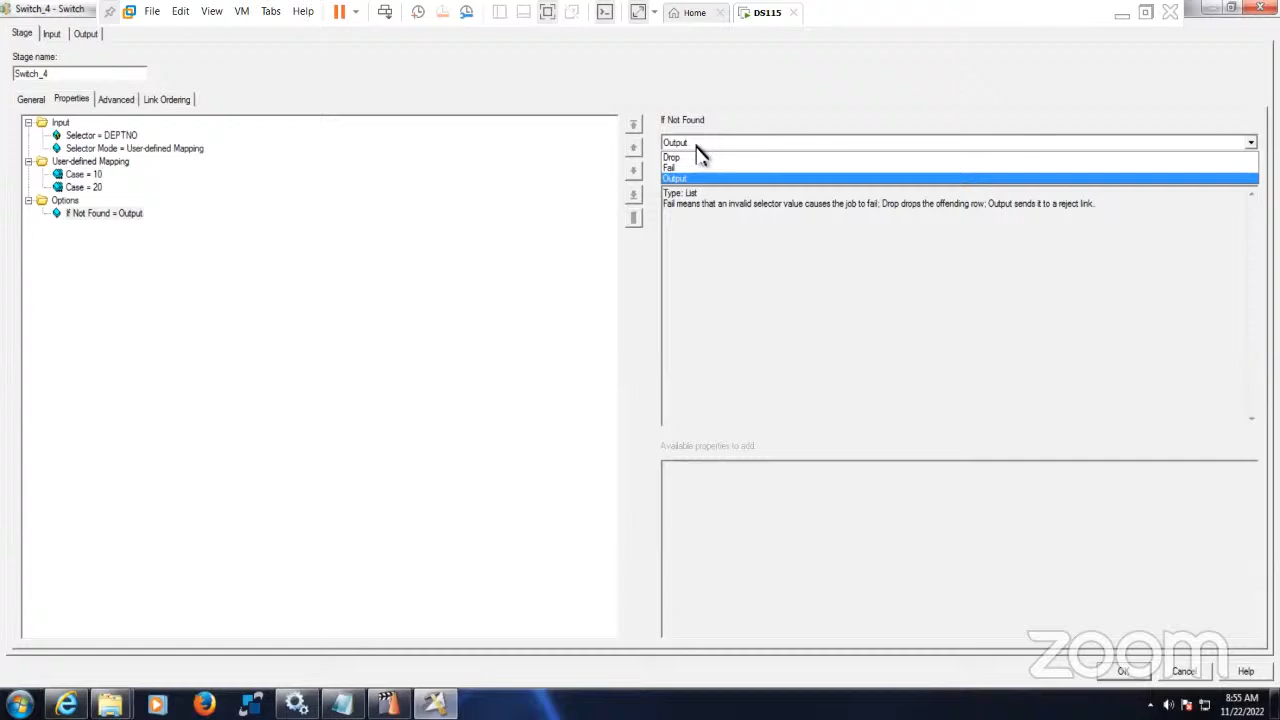 Switch_4 - Switch
File Edit View VM Tabs Help
Home
DS115
Stage Input Output
Stage name:
Switch_4
General Properties Advanced Link Ordering
Input
Selector = DEPTNO
Selector Mode = User-defined Mapping
User-defined Mapping
Case = 10
Case = 20
Options
If Not Found = Output
If Not Found
Output
Drop
Fail
Output
Type: List
Fail means that an invalid selector value causes the job to fail; Drop drops the offending row; Output sends it to a reject link.
Available properties to add:
zoom
OK Cancel Help
8:55 AM
11/22/2022